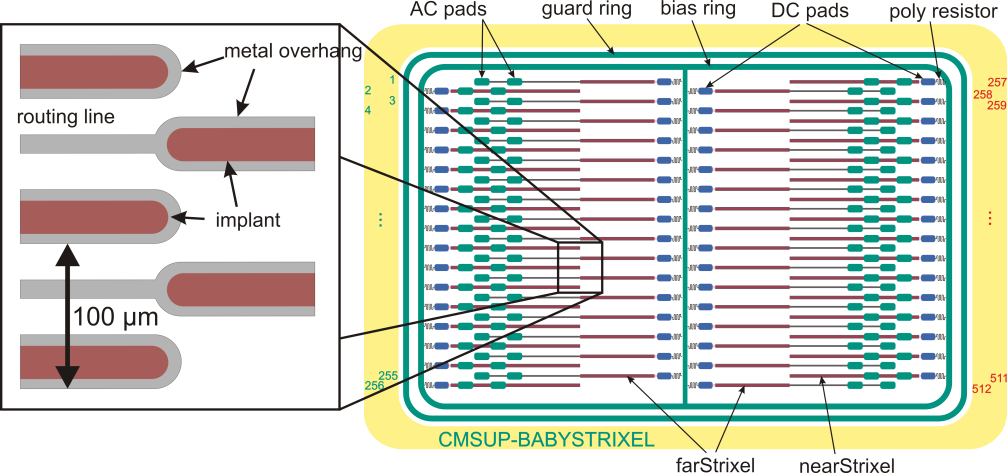 AC pads
guard ring
bias ring
DC pads
poly resistor
metal overhang
routing line
implant
100 µm
1
2
3
4
⋮
255
256
257
258
259
⋮
511
512
CMSUP-BABYSTRIXEL
farStrixel
nearStrixel